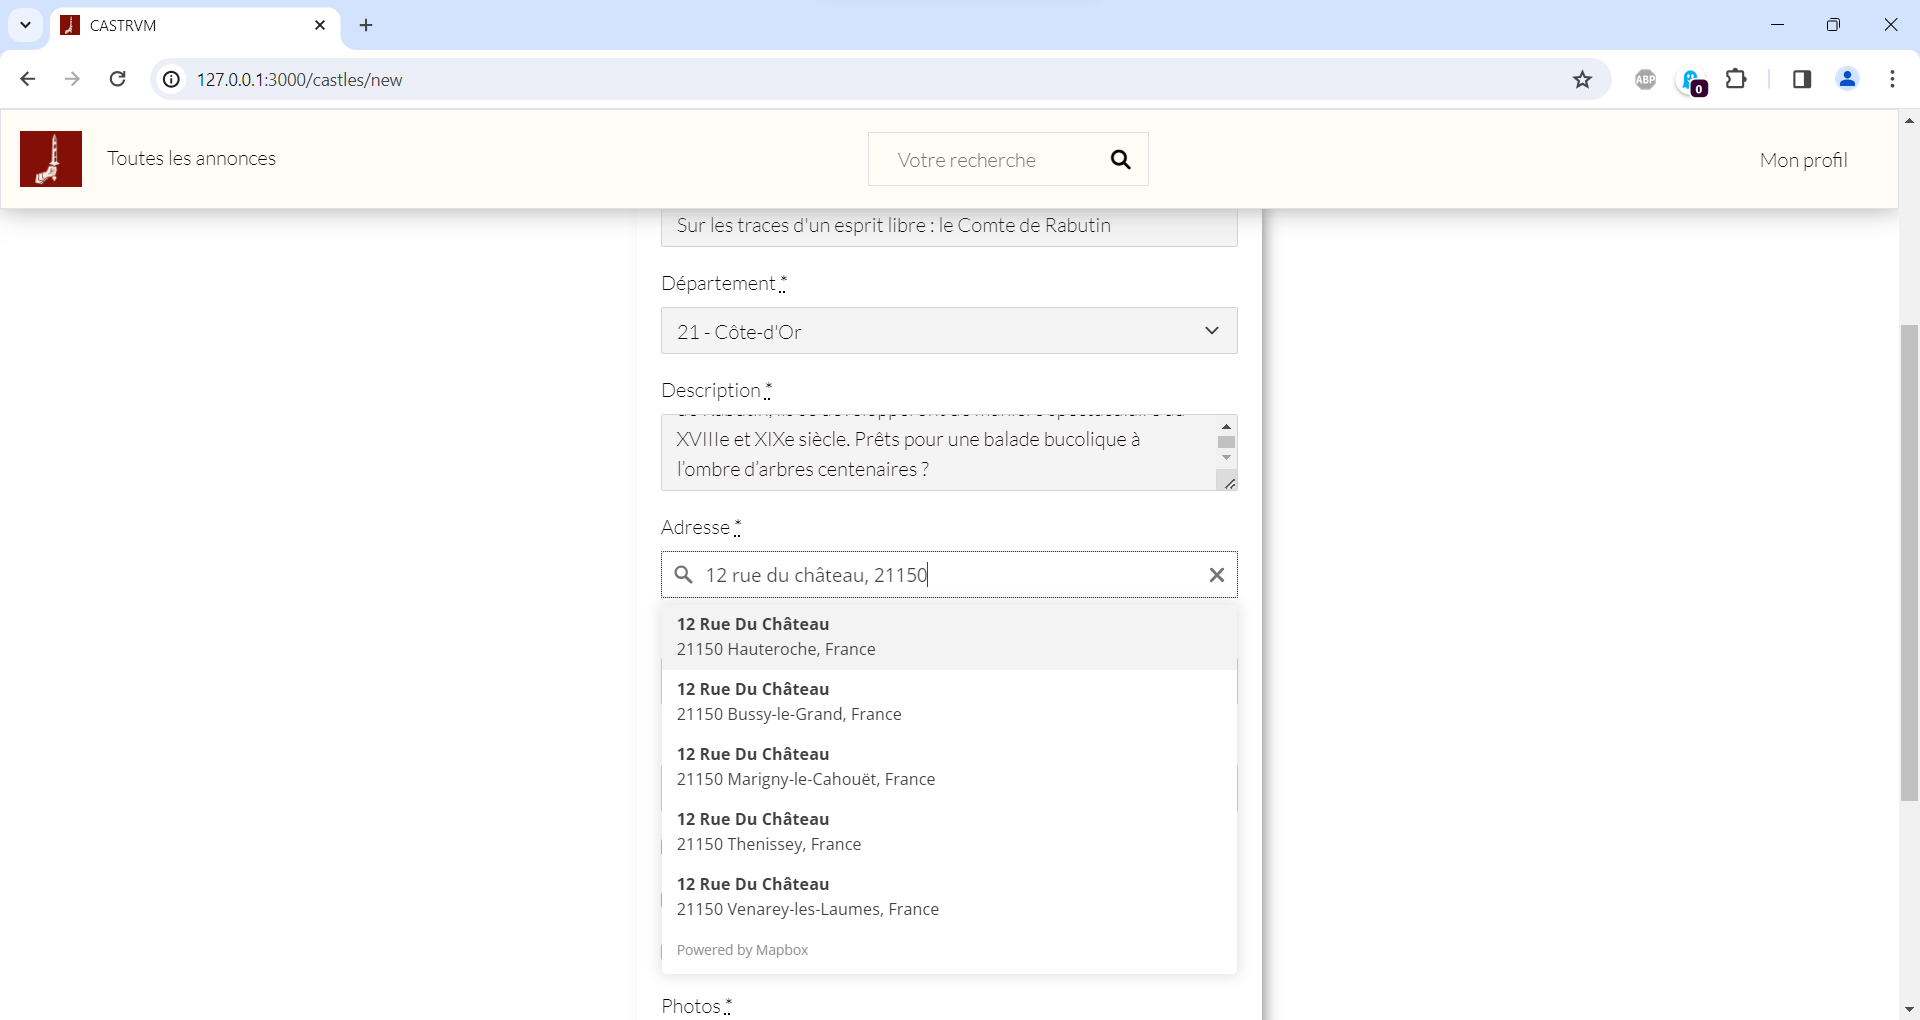 CASTRVM
127.0.0.1:3000/castles/new
ABP
0
Toutes les annonces
Votre recherche
Mon profil
Sur les traces d'un esprit libre : le Comte de Rabutin
Département *
21 - Côte-d'Or
Description *
XVIIIe et XIXe siècle. Prêts pour une balade bucolique à
l’ombre d’arbres centenaires ?
Adresse *
12 rue du château, 21150
12 Rue Du Château
21150 Hauteroche, France
12 Rue Du Château
21150 Bussy-le-Grand, France
12 Rue Du Château
21150 Marigny-le-Cahouët, France
12 Rue Du Château
21150 Thenissey, France
12 Rue Du Château
21150 Venarey-les-Laumes, France
Powered by Mapbox
Photos *